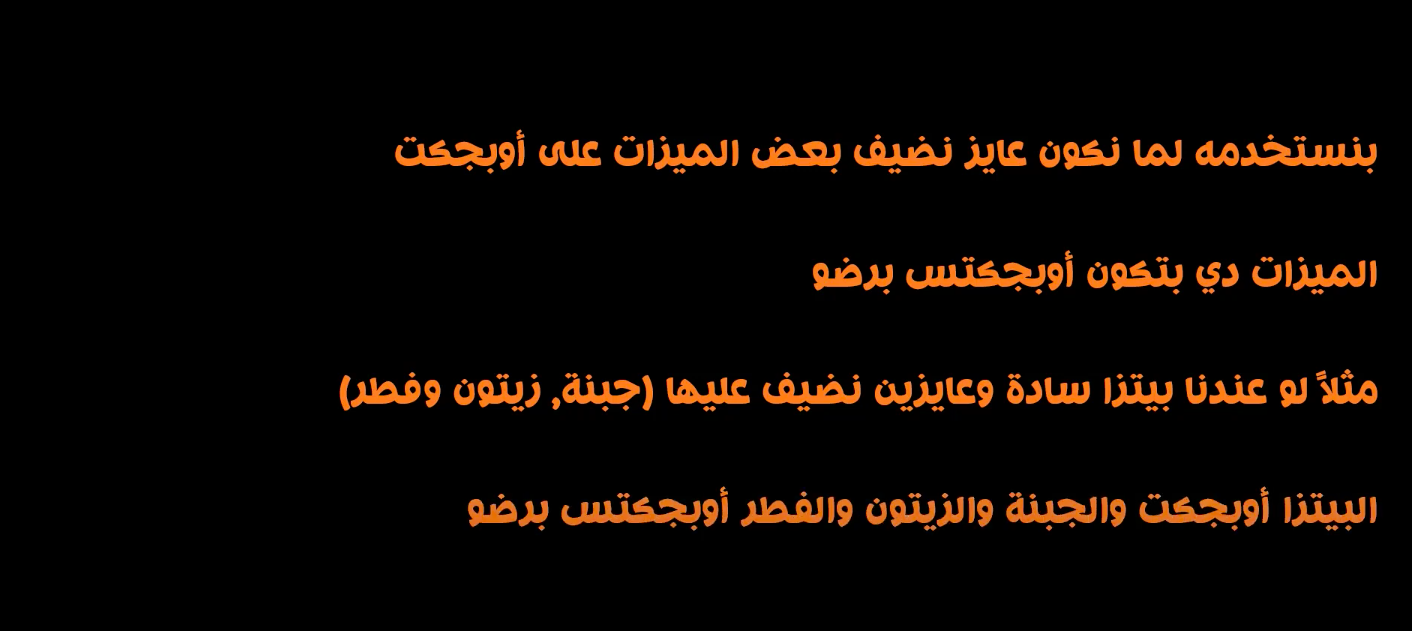 بنستخدمه لما نكون عايز نضيف بعض الميزات على أوبجكت
الميزات دي بتكون أوبجكتس برضو
مثلاً لو عندنا بيتزا سادة وعايزين نضيف عليها (جبنة, زيتون وفطر)
البيتزا أوبجكت والجبنة والزيتون والفطر أوبجكتس برضو